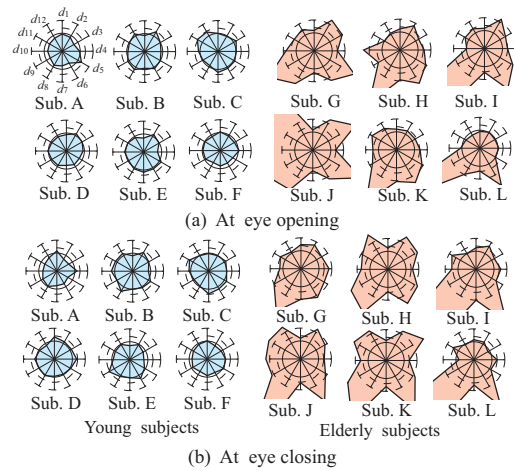 d1
d12 d2
d11 d3
d10 d4
d9 d5
d8 d7 d6
Sub. A Sub. B Sub. C Sub. G Sub. H Sub. I
Sub. D Sub. E Sub. F Sub. J Sub. K Sub. L
(a) At eye opening
Sub. A Sub. B Sub. C Sub. G Sub. H Sub. I
Sub. D Sub. E Sub. F Sub. J Sub. K Sub. L
Young subjects Elderly subjects
(b) At eye closing